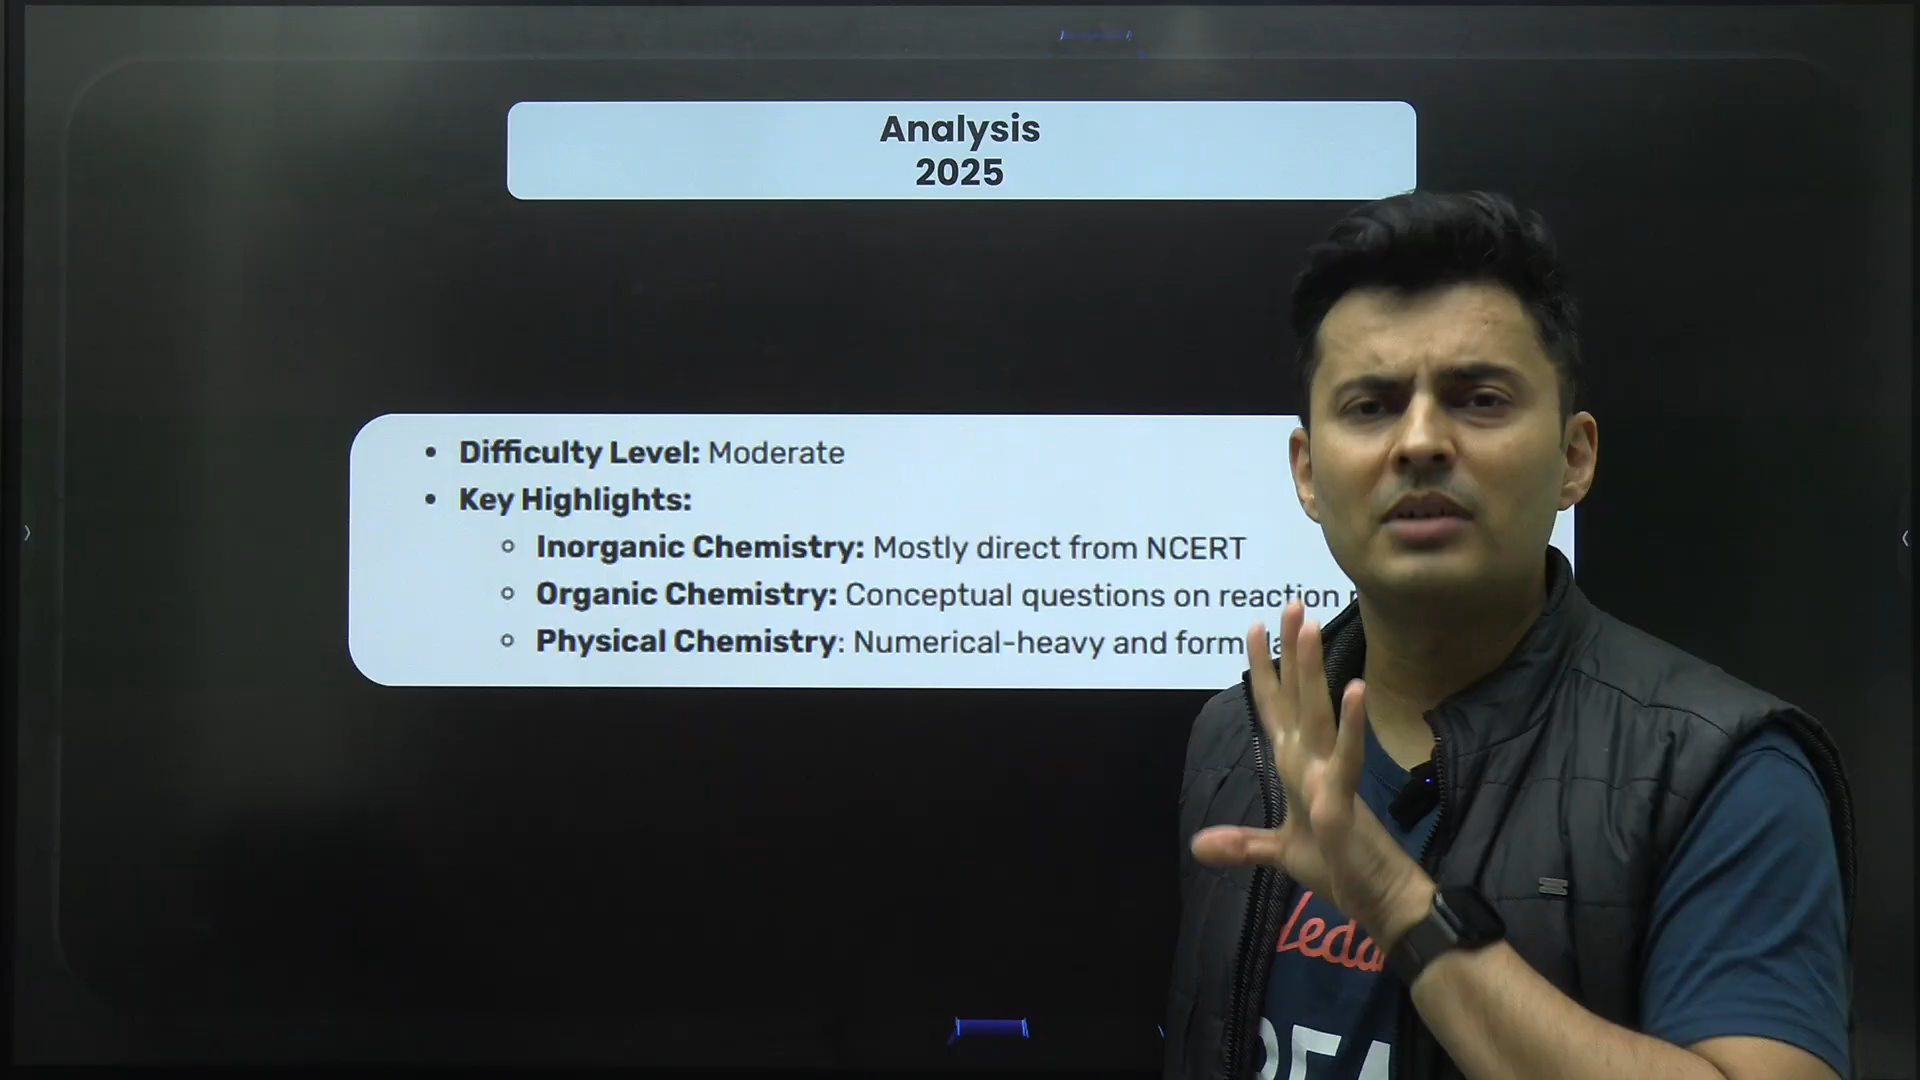 Analysis
2025
• Difficulty Level: Moderate
• Key Highlights:
○ Inorganic Chemistry: Mostly direct from NCERT
○ Organic Chemistry: Conceptual questions on reaction
○ Physical Chemistry: Numerical-heavy and